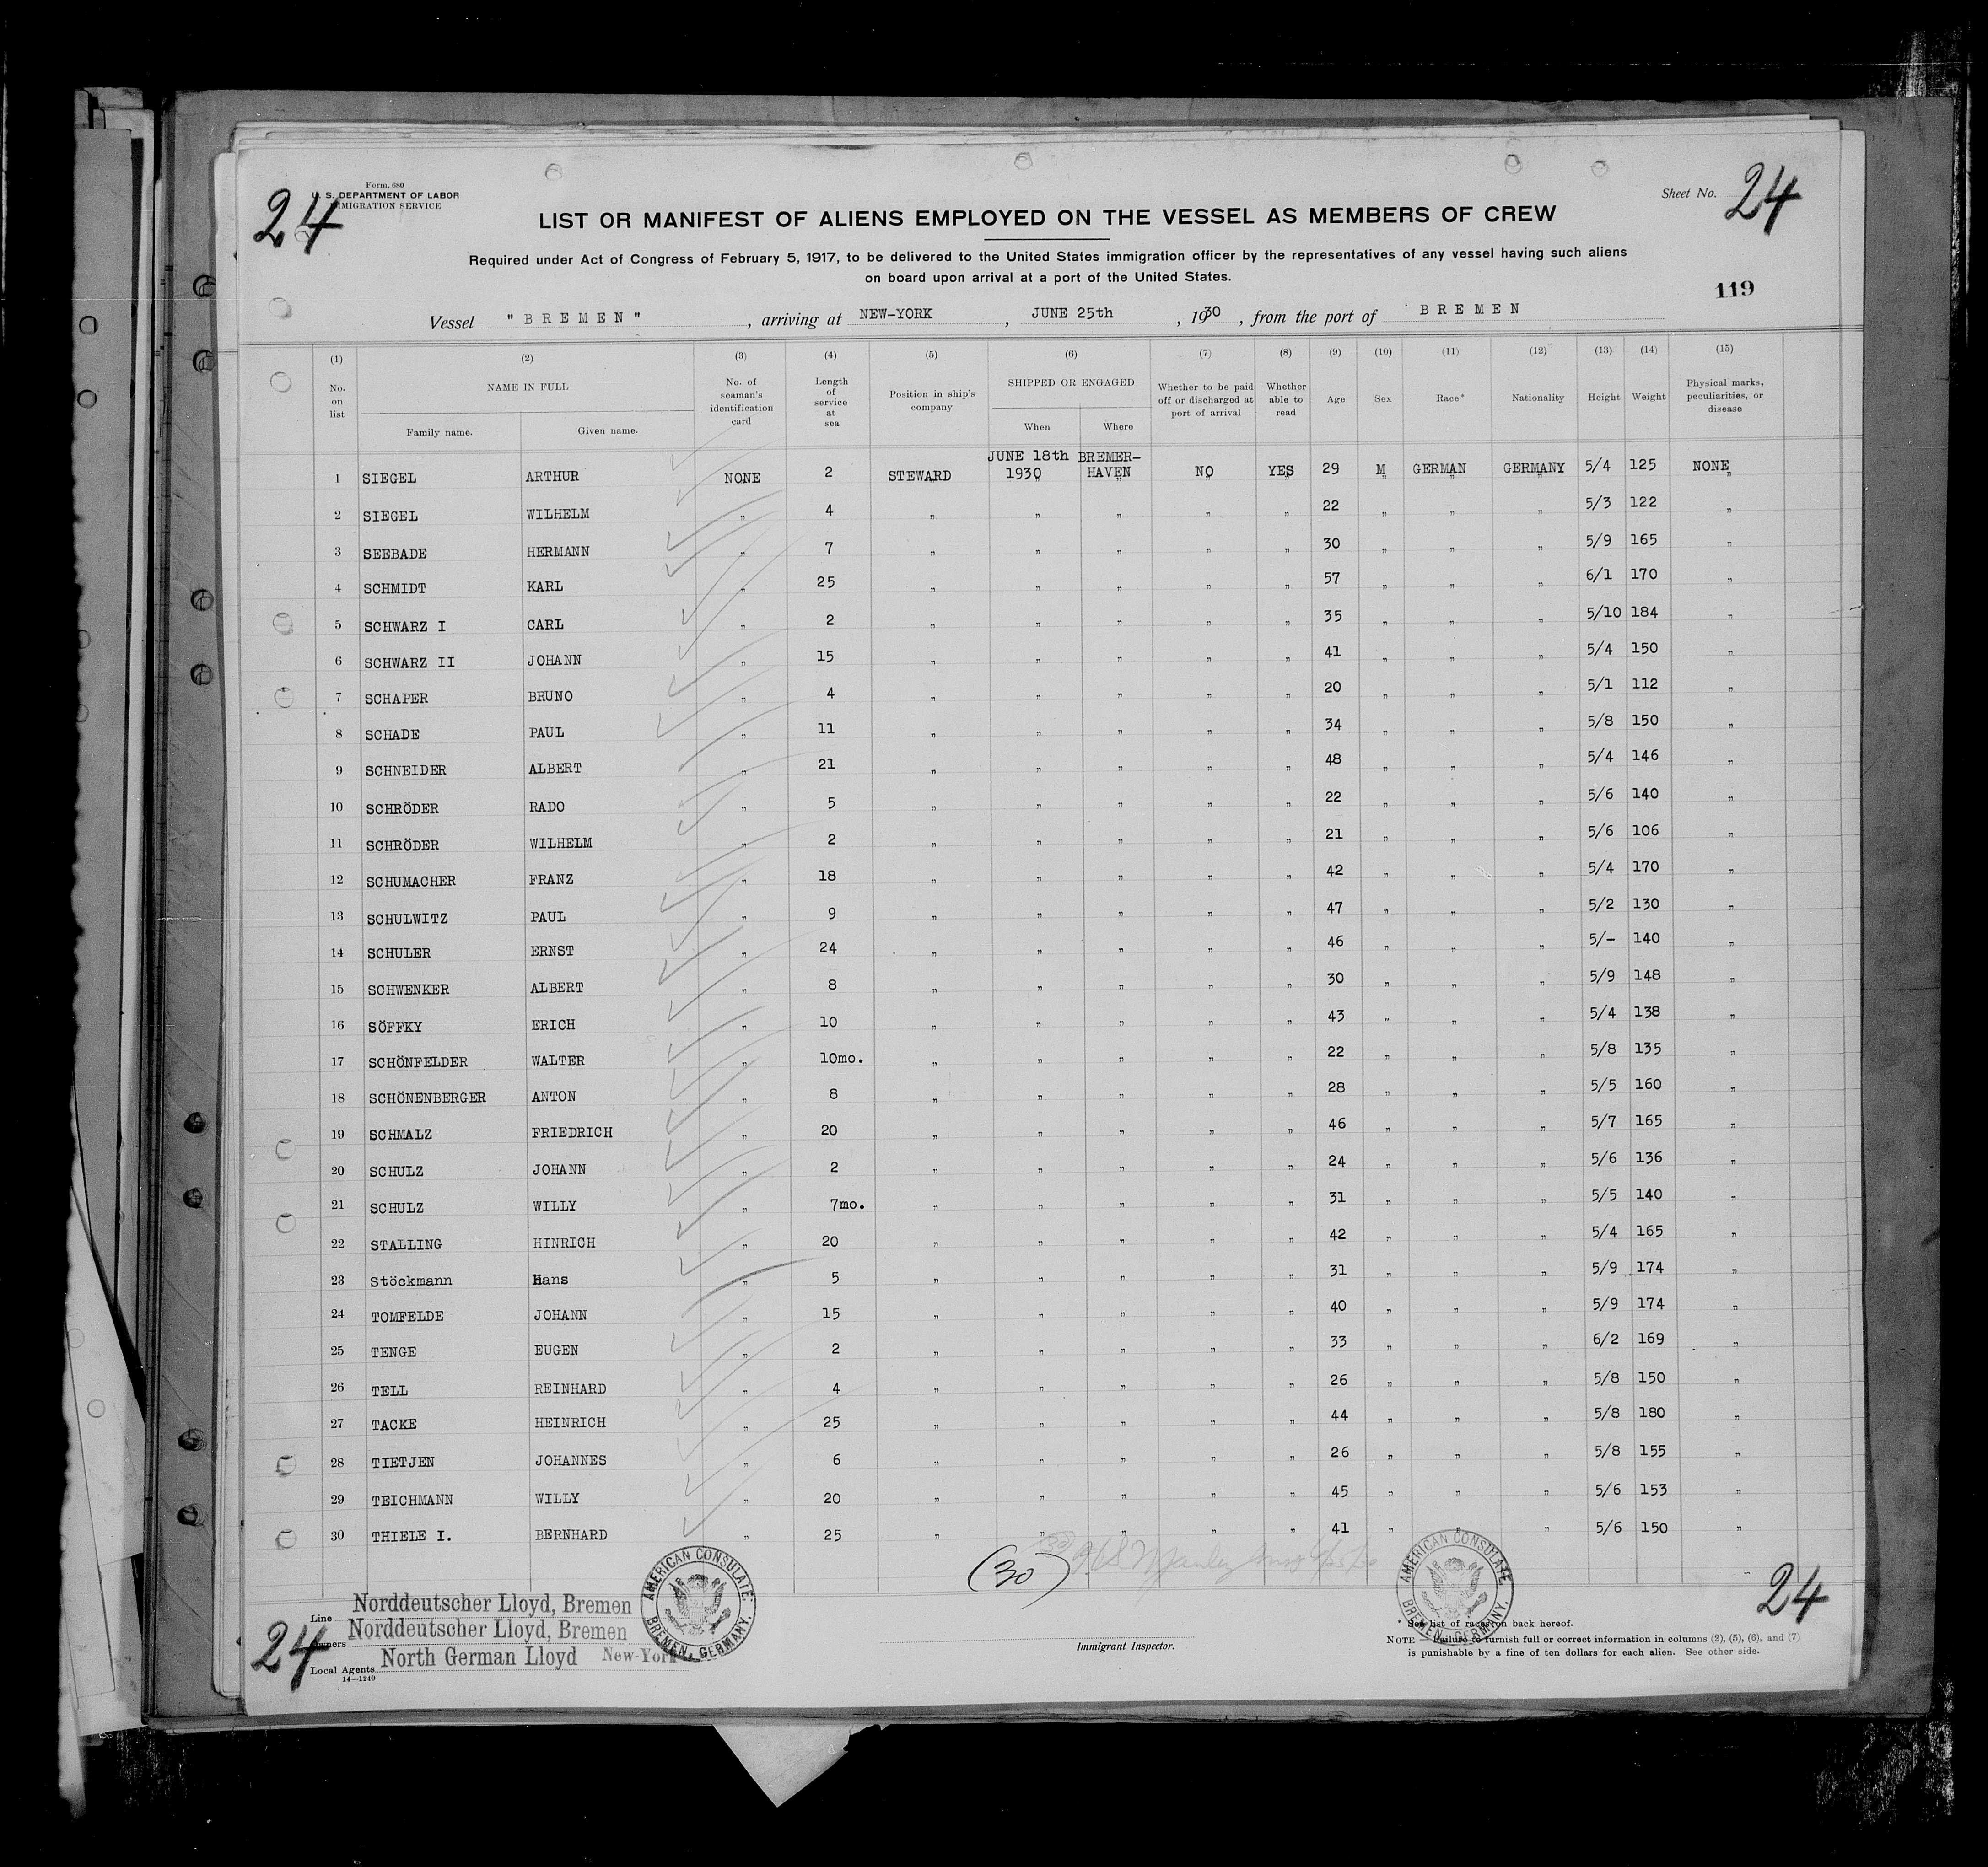 Form. 680
U. S. DEPARTMENT OF LABOR
IMMIGRATION SERVICE
24
Sheet No. 24
LIST OR MANIFEST OF ALIENS EMPLOYED ON THE VESSEL AS MEMBERS OF CREW
Required under Act of Congress of February 5, 1917, to be delivered to the United States immigration officer by the representatives of any vessel having such aliens
on board upon arrival at a port of the United States.
119
Vessel "BREMEN", arriving at NEW-YORK, JUNE 25th, 1930, from the port of BREMEN
(1) (2) (3) (4) (5) (6) (7) (8) (9) (10) (11) (12) (13) (14) (15)
No. on list NAME IN FULL Family name. Given name. No. of seaman's identification card Length of service at sea Position in ship's company SHIPPED OR ENGAGED When Where Whether to be paid off or discharged at port of arrival Whether able to read Age Sex Race* Nationality Height Weight Physical marks, peculiarities, or disease
1 SIEGEL ARTHUR NONE 2 STEWARD JUNE 18th 1930 BREMER-HAVEN NO YES 29 M GERMAN GERMANY 5/4 125 NONE
2 SIEGEL WILHELM " 4 " " " " " 22 " " " 5/3 122 "
3 SEEBADE HERMANN " 7 " " " " " 30 " " " 5/9 165 "
4 SCHMIDT KARL " 25 " " " " " 57 " " " 6/1 170 "
5 SCHWARZ I CARL " 2 " " " " " 35 " " " 5/10 184 "
6 SCHWARZ II JOHANN " 15 " " " " " 41 " " " 5/4 150 "
7 SCHAPER BRUNO " 4 " " " " " 20 " " " 5/1 112 "
8 SCHADE PAUL " 11 " " " " " 34 " " " 5/8 150 "
9 SCHNEIDER ALBERT " 21 " " " " " 48 " " " 5/4 146 "
10 SCHRÖDER RADO " 5 " " " " " 22 " " " 5/6 140 "
11 SCHRÖDER WILHELM " 2 " " " " " 21 " " " 5/6 106 "
12 SCHUMACHER FRANZ " 18 " " " " " 42 " " " 5/4 170 "
13 SCHULWITZ PAUL " 9 " " " " " 47 " " " 5/2 130 "
14 SCHULER ERNST " 24 " " " " " 46 " " " 5/- 140 "
15 SCHWENKER ALBERT " 8 " " " " " 30 " " " 5/9 148 "
16 SÖFFKY ERICH " 10 " " " " " 43 " " " 5/4 138 "
17 SCHÖNFELDER WALTER " 10mo. " " " " " 22 " " " 5/8 135 "
18 SCHÖNENBERGER ANTON " 8 " " " " " 28 " " " 5/5 160 "
19 SCHMALZ FRIEDRICH " 20 " " " " " 46 " " " 5/7 165 "
20 SCHULZ JOHANN " 2 " " " " " 24 " " " 5/6 136 "
21 SCHULZ WILLY " 7mo. " " " " " 31 " " " 5/5 140 "
22 STALLING HINRICH " 20 " " " " " 42 " " " 5/4 165 "
23 Stöckmann Hans " 5 " " " " " 31 " " " 5/9 174 "
24 TOMFELDE JOHANN " 15 " " " " " 40 " " " 5/9 174 "
25 TENGE EUGEN " 2 " " " " " 33 " " " 6/2 169 "
26 TELL REINHARD " 4 " " " " " 26 " " " 5/8 150 "
27 TACKE HEINRICH " 25 " " " " " 44 " " " 5/8 180 "
28 TIETJEN JOHANNES " 6 " " " " " 26 " " " 5/8 155 "
29 TEICHMANN WILLY " 20 " " " " " 45 " " " 5/6 153 "
30 THIELE I. BERNHARD " 25 " " " " " 41 " " " 5/6 150 "
(30)
AMERICAN CONSULATE. BREMEN, GERMANY.
AMERICAN CONSULATE. BREMEN, GERMANY.
Line Norddeutscher Lloyd, Bremen
Owners Norddeutscher Lloyd, Bremen
Local Agents North German Lloyd New-York
14—1240
24
24
Immigrant Inspector.
* See list of races on back hereof.
NOTE.—Failure to furnish full or correct information in columns (2), (5), (6), and (7)
is punishable by a fine of ten dollars for each alien. See other side.